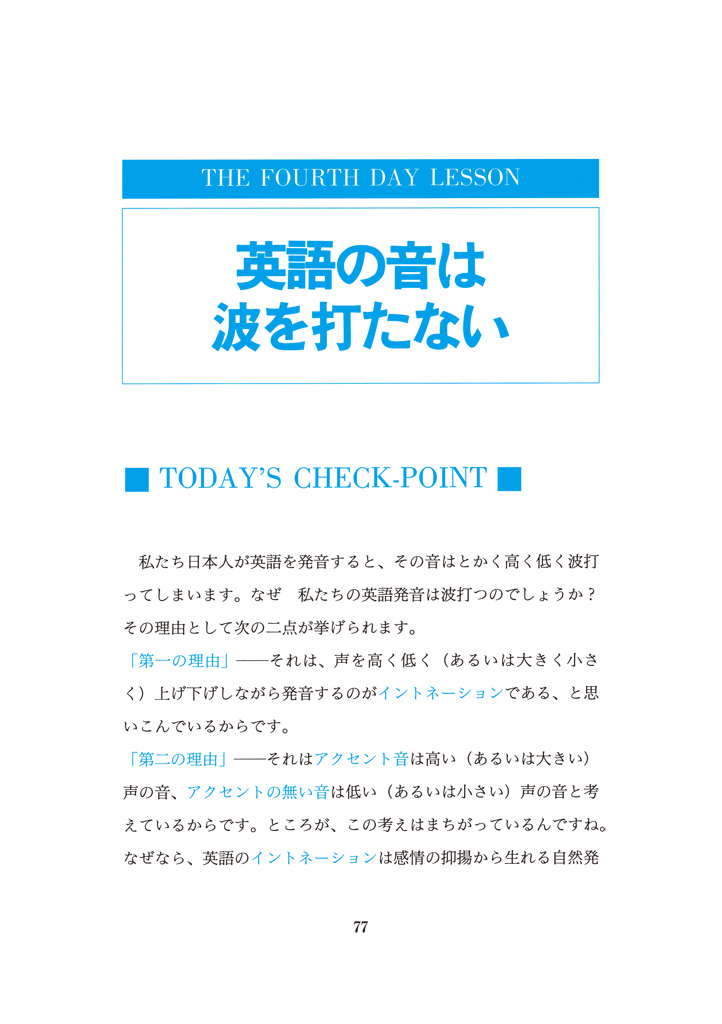 THE FOURTH DAY LESSON
英語の音は
波を打たない
■ TODAY'S CHECK-POINT ■
私たち日本人が英語を発音すると、その音はとかく高く低く波打
ってしまいます。なぜ　私たちの英語発音は波打つのでしょうか？
その理由として次の二点が挙げられます。
「第一の理由」――それは、声を高く低く（あるいは大きく小さ
く）上げ下げしながら発音するのがイントネーションである、と思
いこんでいるからです。
「第二の理由」――それはアクセント音は高い（あるいは大きい）
声の音、アクセントの無い音は低い（あるいは小さい）声の音と考
えているからです。ところが、この考えはまちがっているんですね。
なぜなら、英語のイントネーションは感情の抑揚から生れる自然発
77